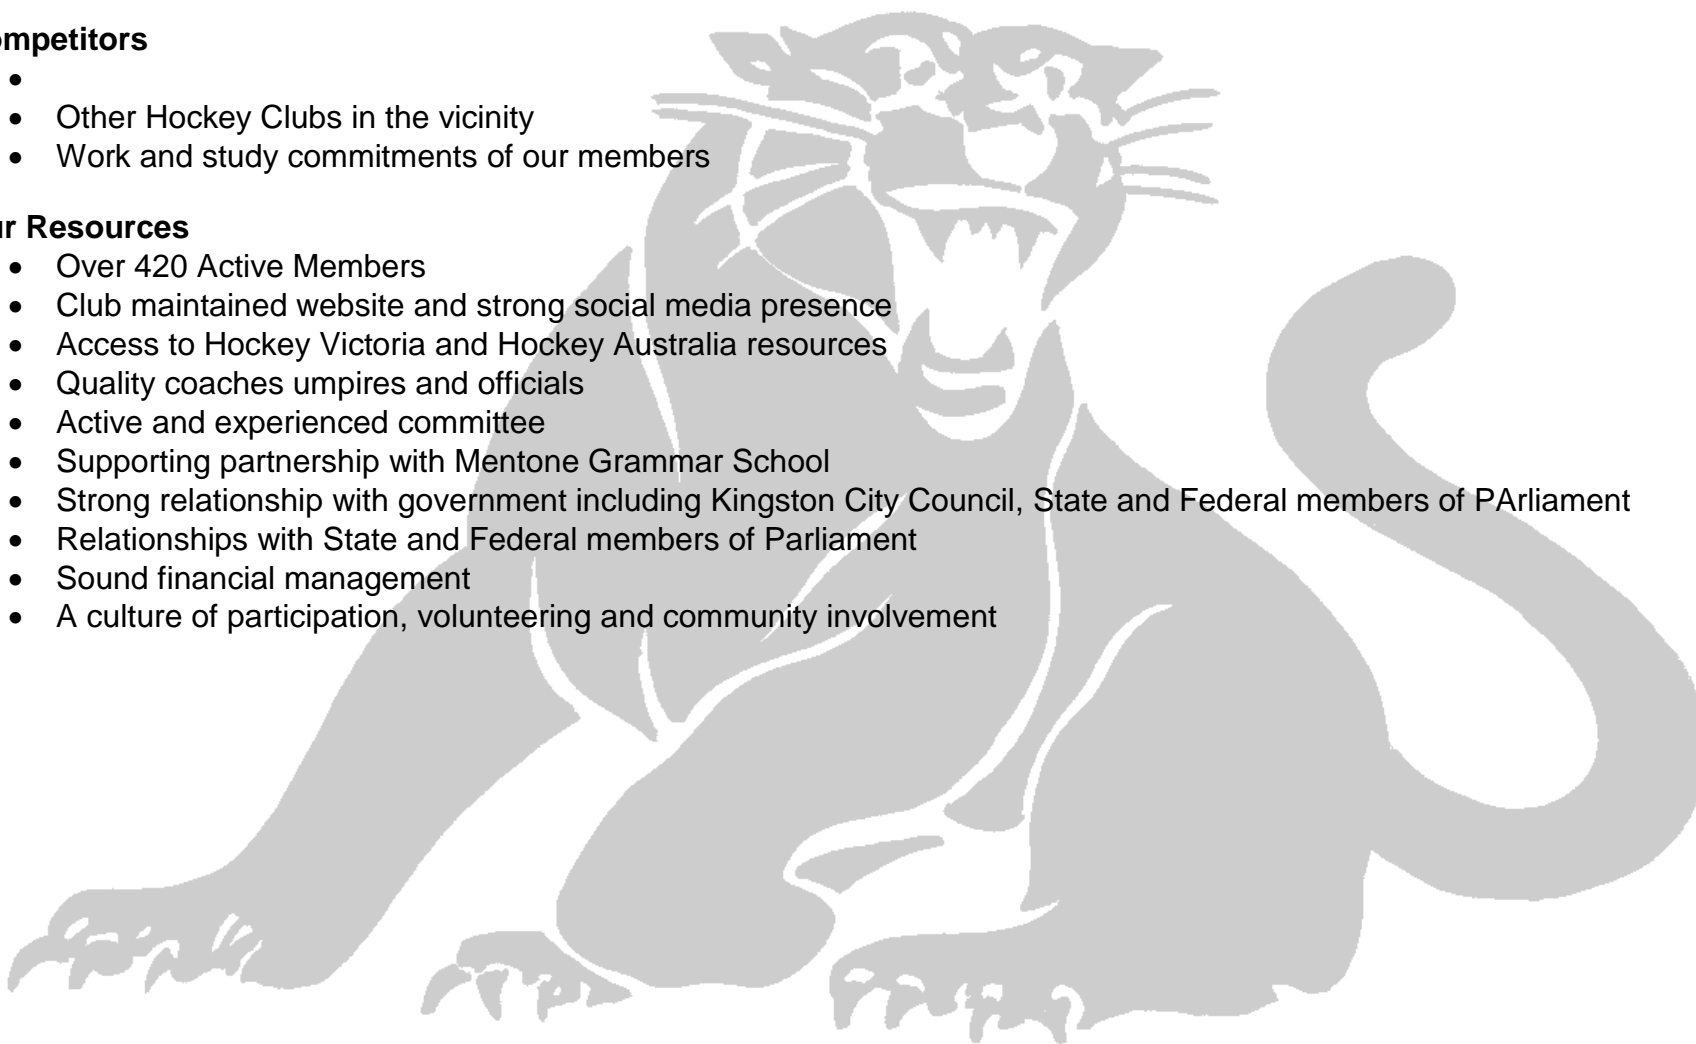 ompetitors
•
• Other Hockey Clubs in the vicinity
• Work and study commitments of our members
ur Resources
• Over 420 Active Members
• Club maintained website and strong social media presence
• Access to Hockey Victoria and Hockey Australia resources
• Quality coaches umpires and officials
• Active and experienced committee
• Supporting partnership with Mentone Grammar School
• Strong relationship with government including Kingston City Council, State and Federal members of PArliament
• Relationships with State and Federal members of Parliament
• Sound financial management
• A culture of participation, volunteering and community involvement